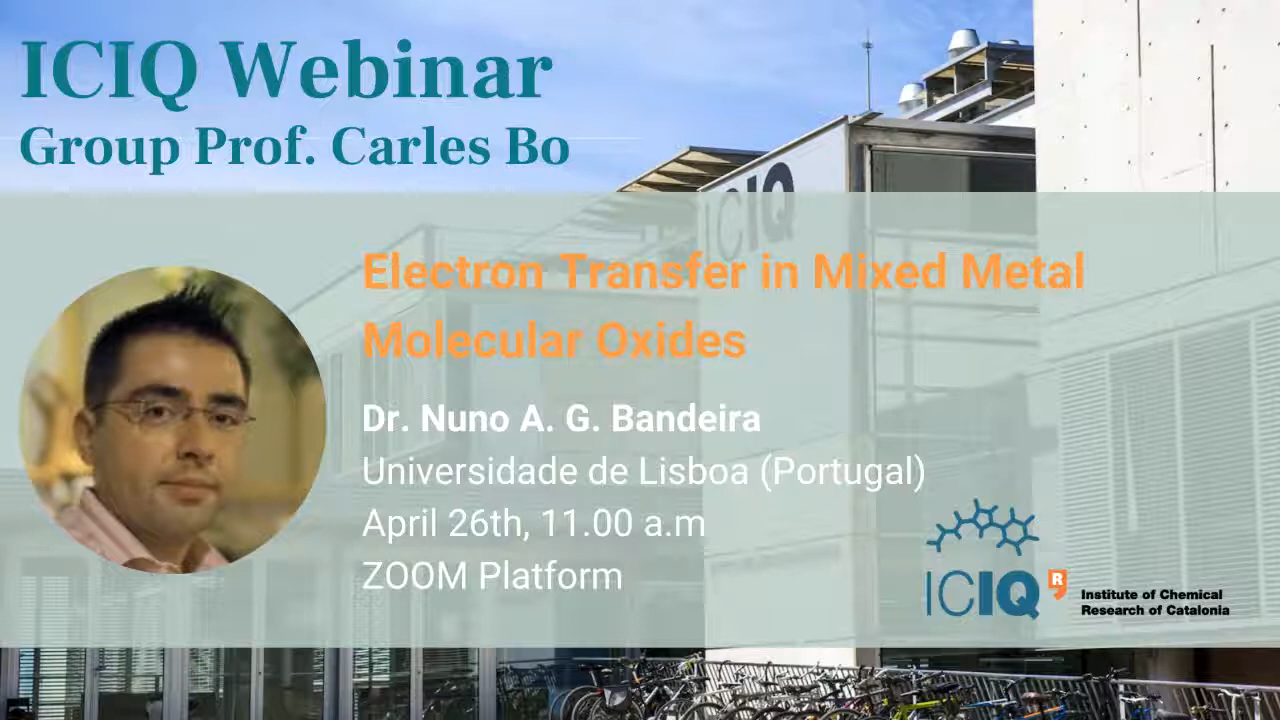 ICIQ Webinar
Group Prof. Carles Bo
ICIQ
Electron Transfer in Mixed Metal
Molecular Oxides
Dr. Nuno A. G. Bandeira
Universidade de Lisboa (Portugal)
April 26th, 11.00 a.m
ZOOM Platform
ICIQR
Institute of Chemical
Research of Catalonia